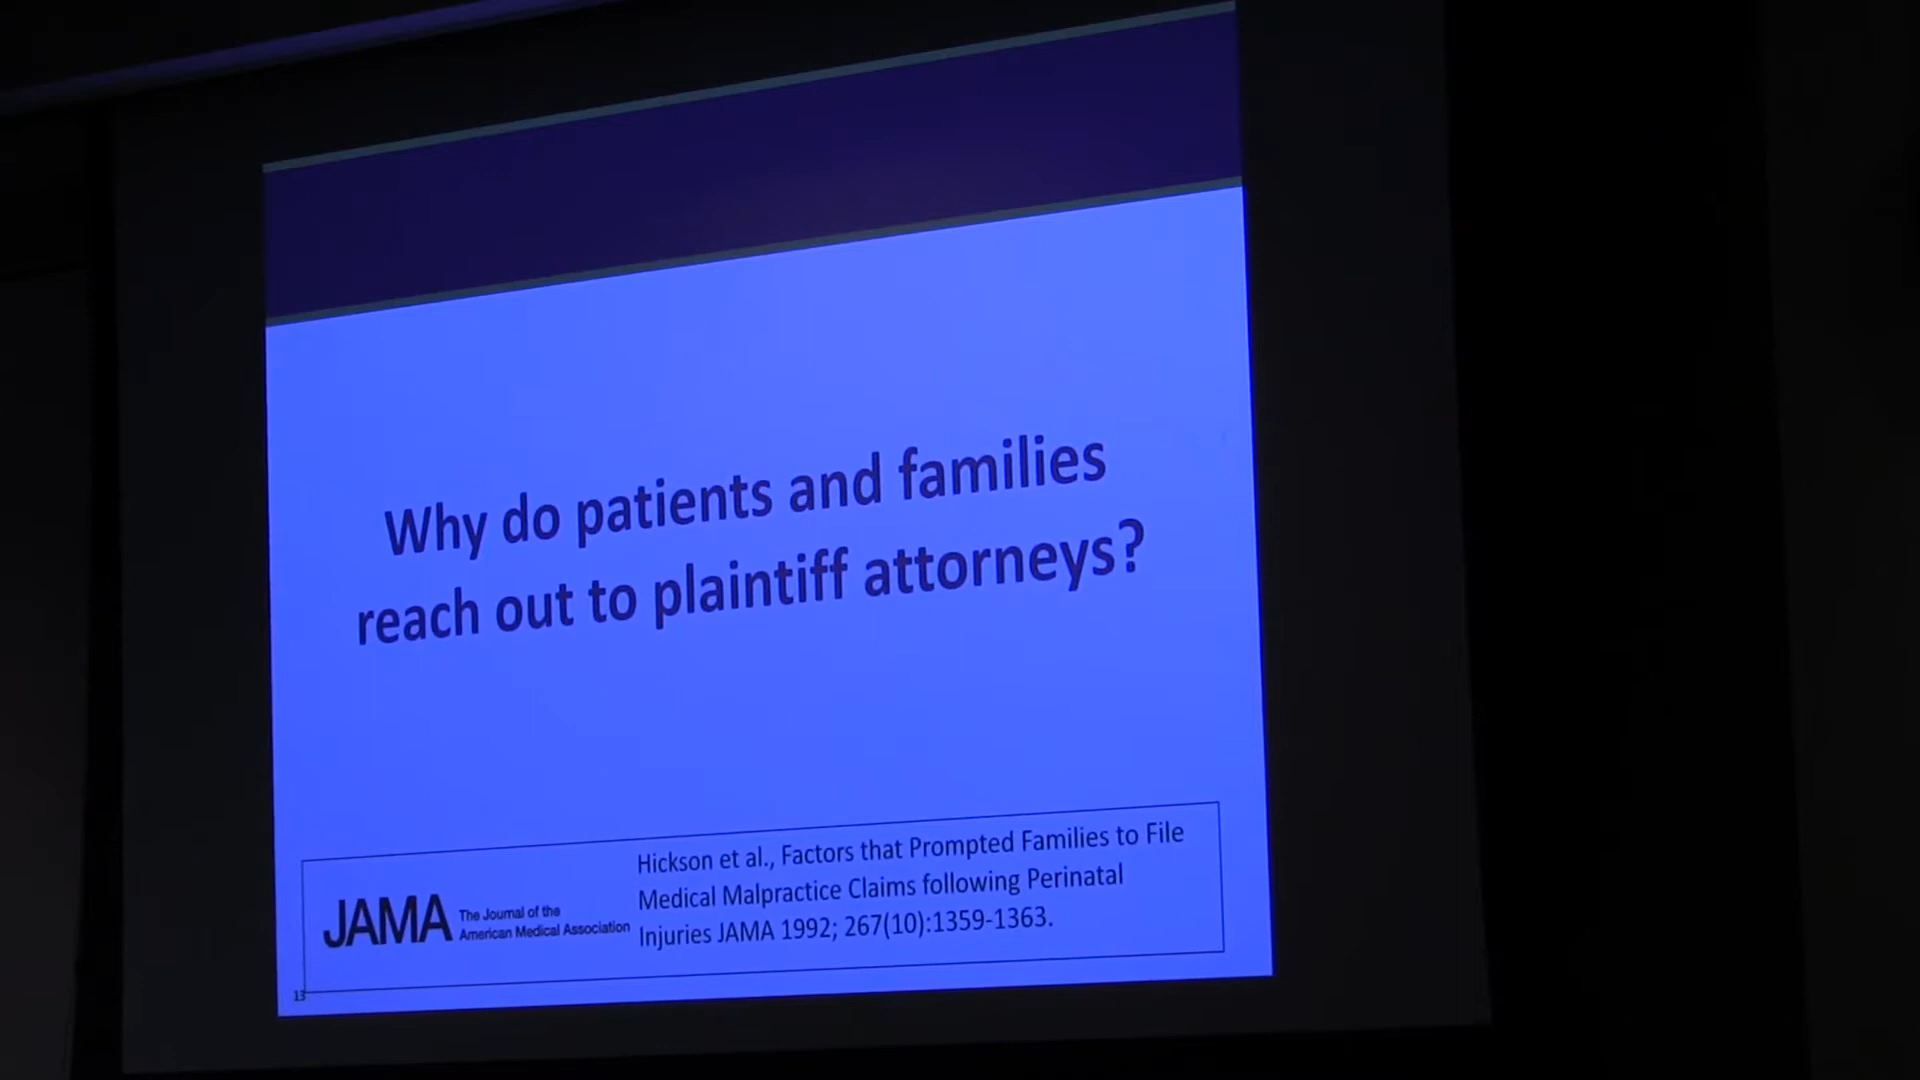 Why do patients and families
reach out to plaintiff attorneys?
JAMA The Journal of the
American Medical Association
Hickson et al., Factors that Prompted Families to File
Medical Malpractice Claims following Perinatal
Injuries JAMA 1992; 267(10):1359-1363.
13